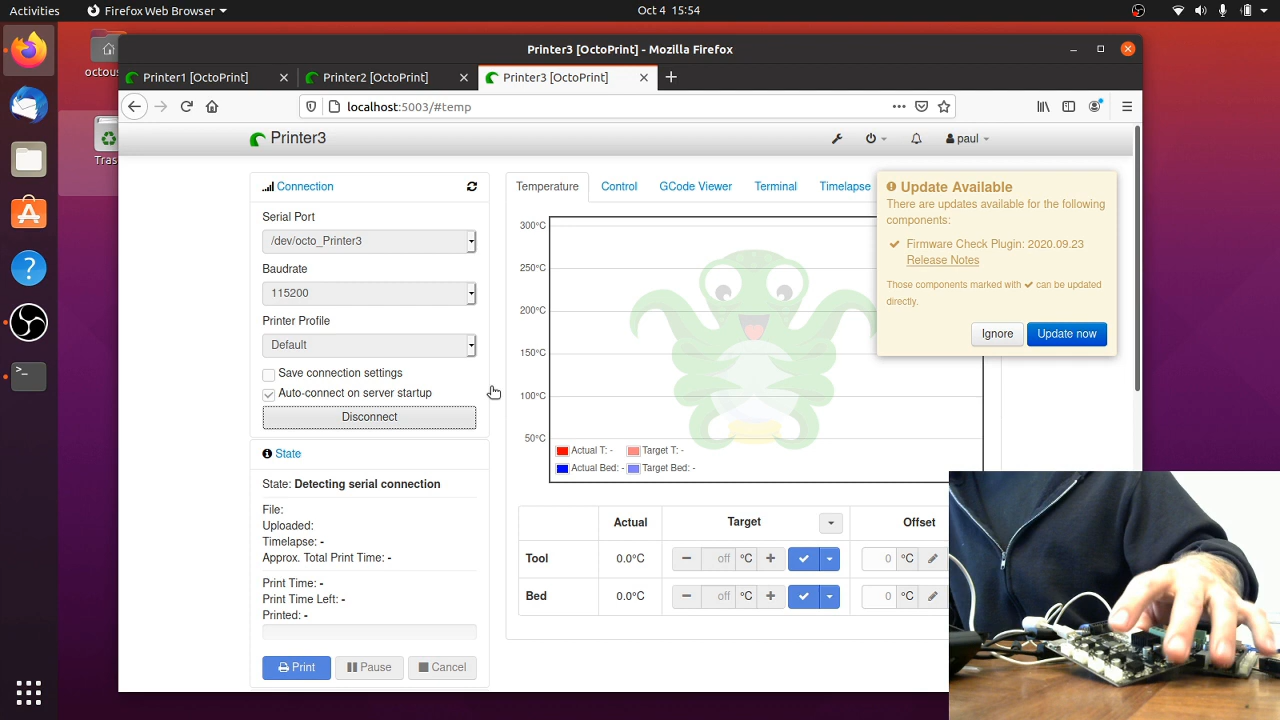 Activities
Firefox Web Browser
Oct 4 15:54
octous
Tras
Printer3 [OctoPrint] - Mozilla Firefox
Printer1 [OctoPrint]
Printer2 [OctoPrint]
Printer3 [OctoPrint]
localhost:5003/#temp
Printer3
paul
Connection
Serial Port
/dev/octo_Printer3
Baudrate
115200
Printer Profile
Default
Save connection settings
Auto-connect on server startup
Disconnect
State
State: Detecting serial connection
File:
Uploaded:
Timelapse: -
Approx. Total Print Time: -
Print Time: -
Print Time Left: -
Printed: -
Print
Pause
Cancel
Temperature
Control
GCode Viewer
Terminal
Timelapse
300°C
250°C
200°C
150°C
100°C
50°C
Actual T: -
Target T: -
Actual Bed: -
Target Bed: -
Actual
Target
Offset
Tool
0.0°C
off
°C
0
°C
Bed
0.0°C
off
°C
0
°C
Update Available
There are updates available for the following
components:
Firmware Check Plugin: 2020.09.23
Release Notes
Those components marked with ✔ can be updated
directly.
Ignore
Update now